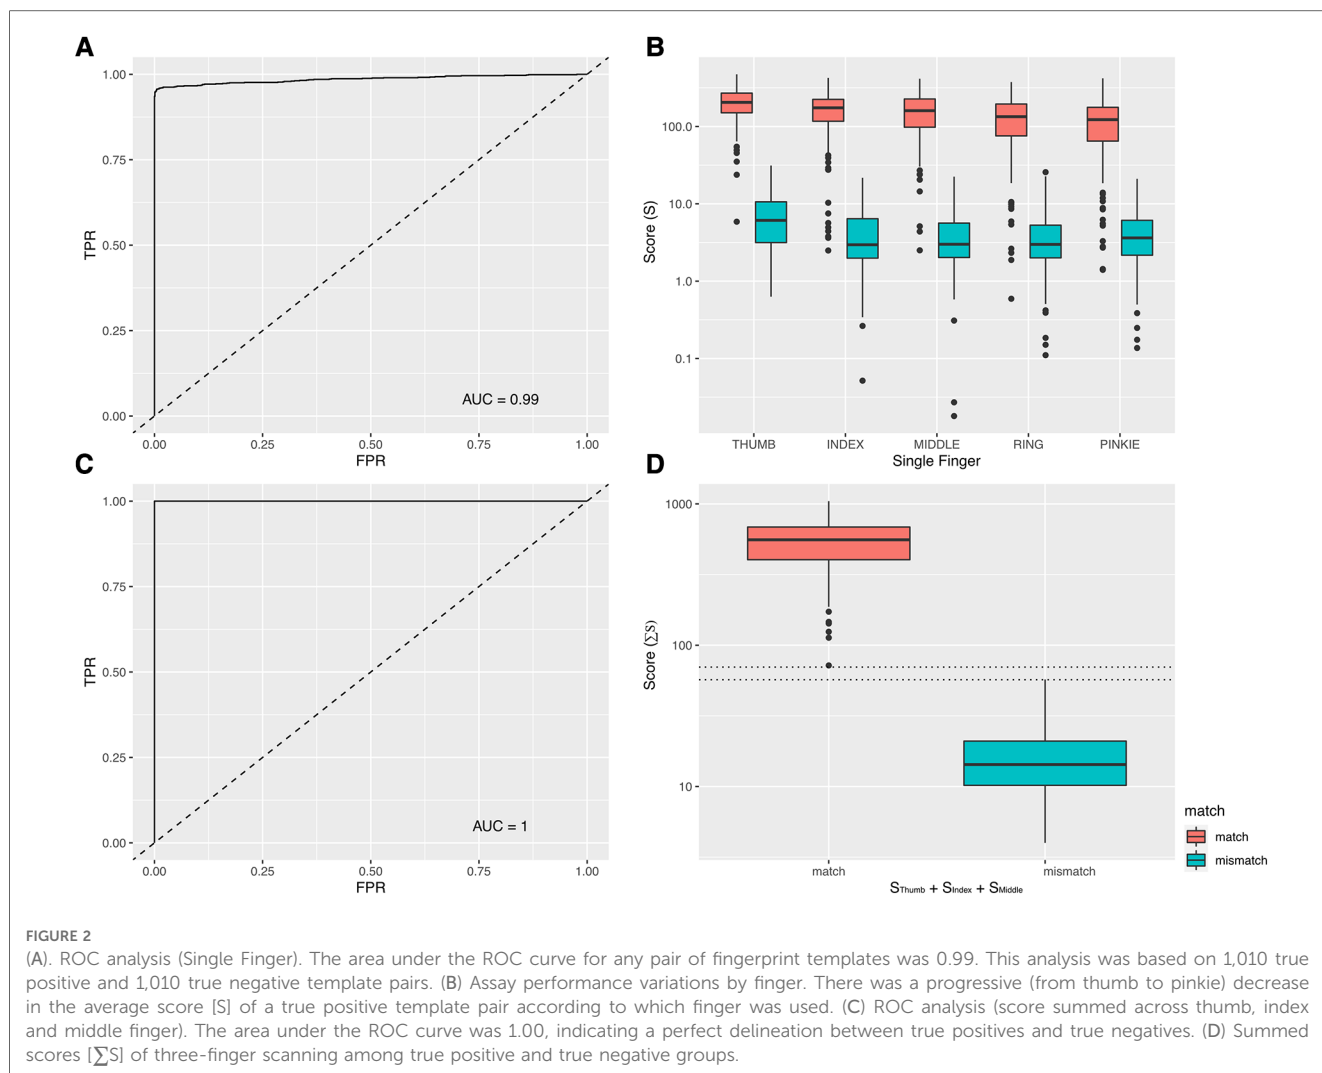 A
1.00
0.75
0.50
0.25
0.00
TPR
AUC = 0.99
0.00 0.25 0.50 0.75 1.00
FPR
B
100.0
10.0
1.0
0.1
Score (S)
THUMB INDEX MIDDLE RING PINKIE
Single Finger
C
1.00
0.75
0.50
0.25
0.00
TPR
AUC = 1
0.00 0.25 0.50 0.75 1.00
FPR
D
1000
100
10
Score (∑S)
match mismatch
SThumb + SIndex + SMiddle
match
match
mismatch
FIGURE 2
(A). ROC analysis (Single Finger). The area under the ROC curve for any pair of fingerprint templates was 0.99. This analysis was based on 1,010 true
positive and 1,010 true negative template pairs. (B) Assay performance variations by finger. There was a progressive (from thumb to pinkie) decrease
in the average score [S] of a true positive template pair according to which finger was used. (C) ROC analysis (score summed across thumb, index
and middle finger). The area under the ROC curve was 1.00, indicating a perfect delineation between true positives and true negatives. (D) Summed
scores [∑S] of three-finger scanning among true positive and true negative groups.